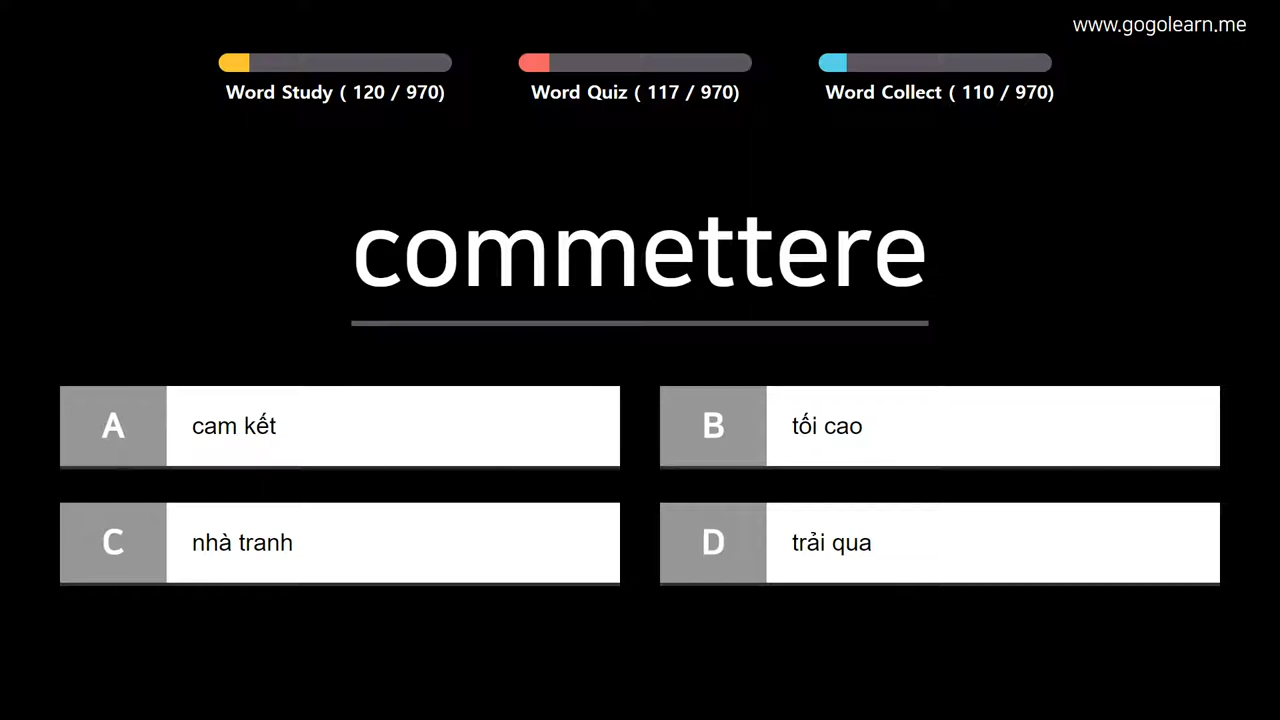 www.gogolearn.me
Word Study ( 120 / 970)
Word Quiz ( 117 / 970)
Word Collect ( 110 / 970)
commettere
A cam kết
B tối cao
C nhà tranh
D trải qua